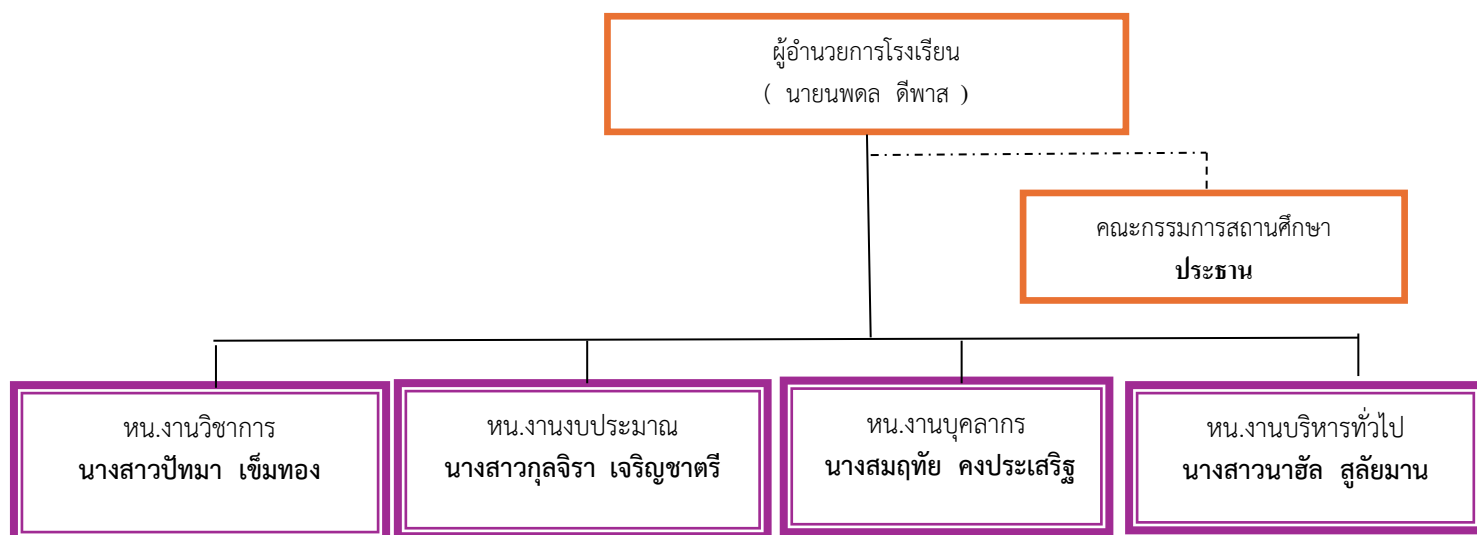 ผู้อำนวยการโรงเรียน
( นายนพดล ดีพาส )
คณะกรรมการสถานศึกษา
ประธาน
หน.งานวิชาการ
นางสาวปัทมา เข็มทอง
หน.งานงบประมาณ
นางสาวกุลจิรา เจริญชาตรี
หน.งานบุคลากร
นางสมฤทัย คงประเสริฐ
หน.งานบริหารทั่วไป
นางสาวนาฮัล สูลัยมาน